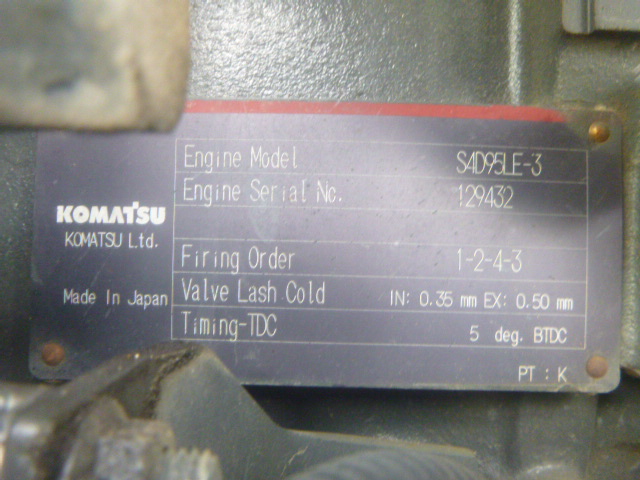 Engine Model S4D95LE-3
Engine Serial No. 129432
KOMATSU
KOMATSU Ltd.
Firing Order 1-2-4-3
Made In Japan
Valve Lash Cold IN: 0.35 mm EX: 0.50 mm
Timing-TDC 5 deg. BTDC
PT : K